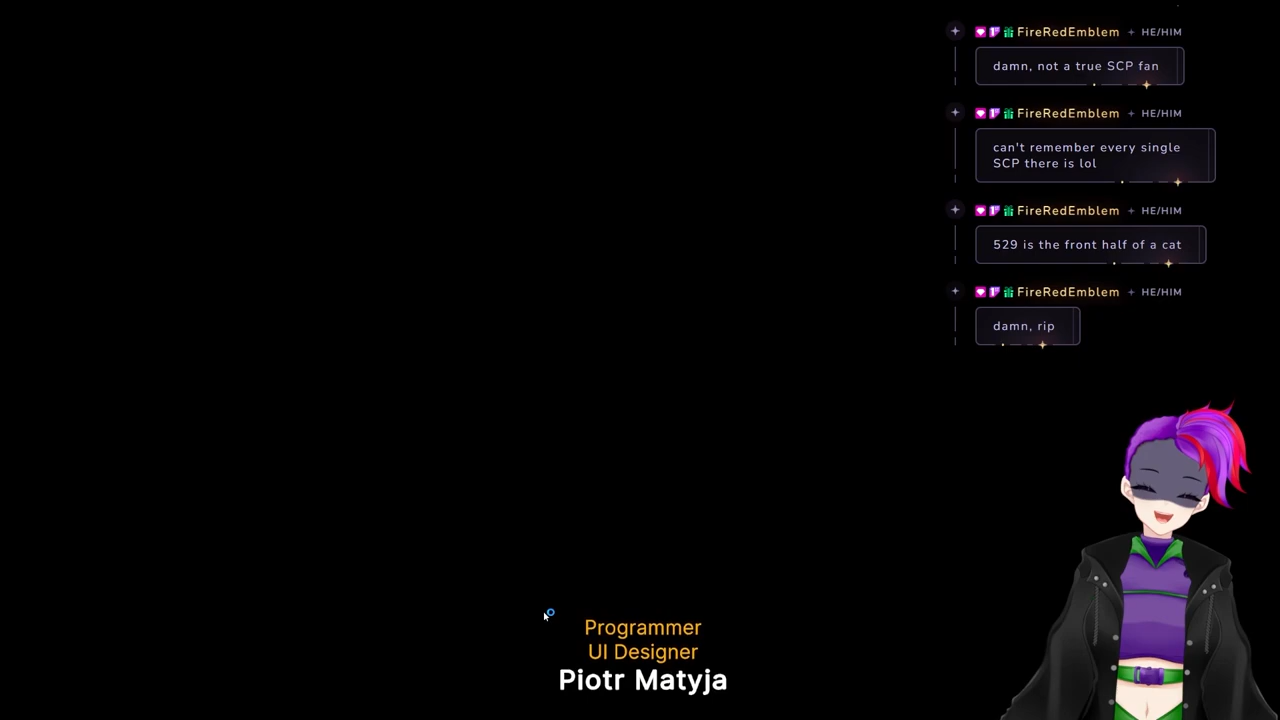 FireRedEmblem HE/HIM
damn, not a true SCP fan
FireRedEmblem HE/HIM
can't remember every single
SCP there is lol
FireRedEmblem HE/HIM
529 is the front half of a cat
FireRedEmblem HE/HIM
damn, rip
Programmer
UI Designer
Piotr Matyja